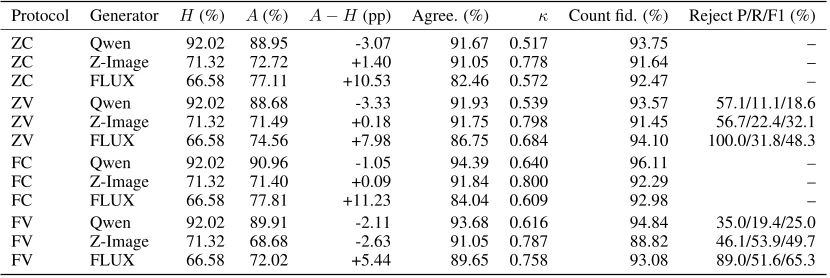 Protocol Generator H (%) A (%) A − H (pp) Agree. (%) κ Count fid. (%) Reject P/R/F1 (%)
ZC Qwen 92.02 88.95 -3.07 91.67 0.517 93.75 –
ZC Z-Image 71.32 72.72 +1.40 91.05 0.778 91.64 –
ZC FLUX 66.58 77.11 +10.53 82.46 0.572 92.47 –
ZV Qwen 92.02 88.68 -3.33 91.93 0.539 93.57 57.1/11.1/18.6
ZV Z-Image 71.32 71.49 +0.18 91.75 0.798 91.45 56.7/22.4/32.1
ZV FLUX 66.58 74.56 +7.98 86.75 0.684 94.10 100.0/31.8/48.3
FC Qwen 92.02 90.96 -1.05 94.39 0.640 96.11 –
FC Z-Image 71.32 71.40 +0.09 91.84 0.800 92.29 –
FC FLUX 66.58 77.81 +11.23 84.04 0.609 92.98 –
FV Qwen 92.02 89.91 -2.11 93.68 0.616 94.84 35.0/19.4/25.0
FV Z-Image 71.32 68.68 -2.63 91.05 0.787 88.82 46.1/53.9/49.7
FV FLUX 66.58 72.02 +5.44 89.65 0.758 93.08 89.0/51.6/65.3